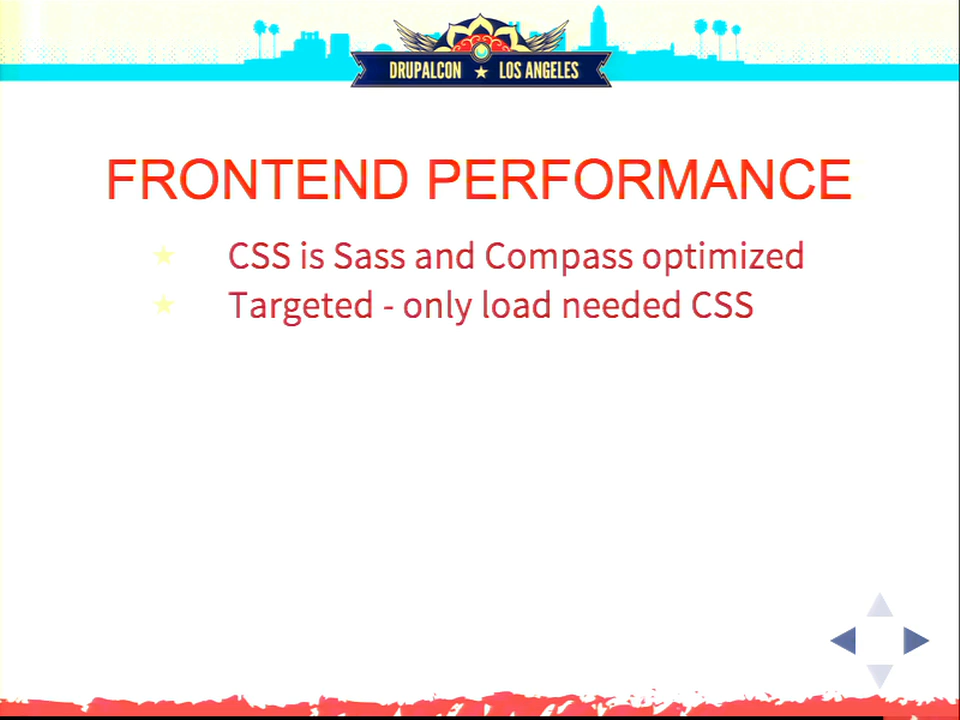 DRUPALCON ★ LOS ANGELES
FRONTEND PERFORMANCE
★ CSS is Sass and Compass optimized
★ Targeted - only load needed CSS